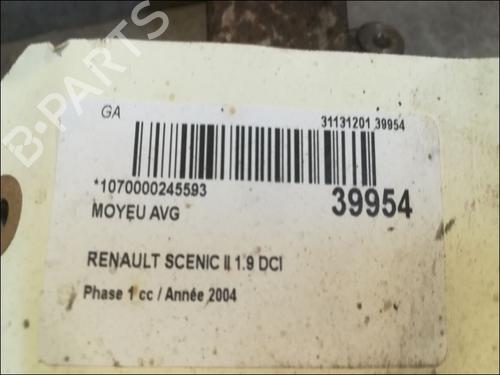 B-PARTS
GA
31131201 39954
*1070000245593
39954
MOYEU AVG
RENAULT SCENIC II 1.9 DCI
Phase 1 cc / Année 2004